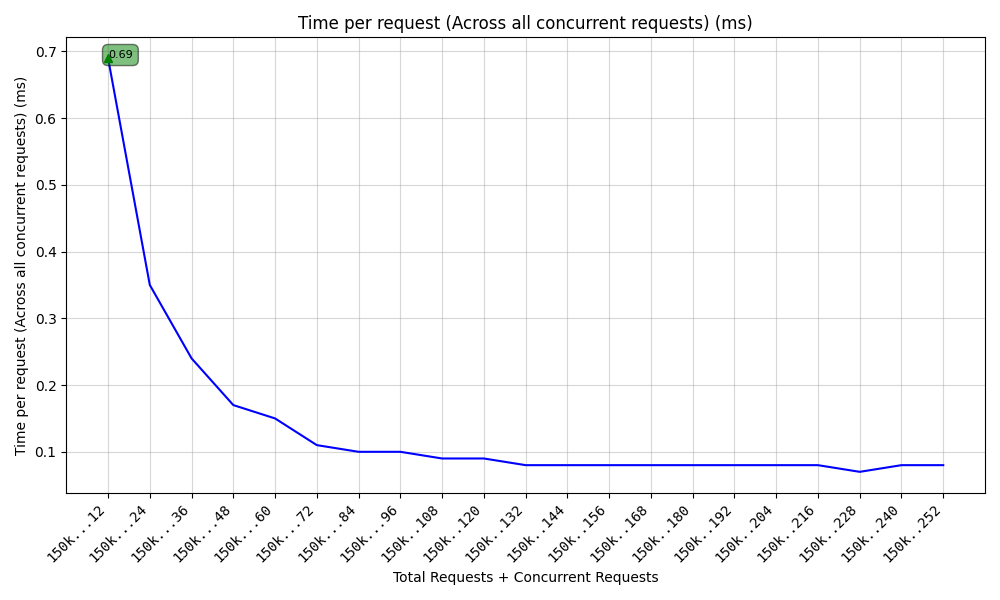 Time per request (Across all concurrent requests) (ms)
0.69
Time per request (Across all concurrent requests) (ms)
0.7
0.6
0.5
0.4
0.3
0.2
0.1
150k...12
150k...24
150k...36
150k...48
150k...60
150k...72
150k...84
150k...96
150k..108
150k..120
150k..132
150k..144
150k..156
150k..168
150k..180
150k..192
150k..204
150k..216
150k..228
150k..240
150k..252
Total Requests + Concurrent Requests